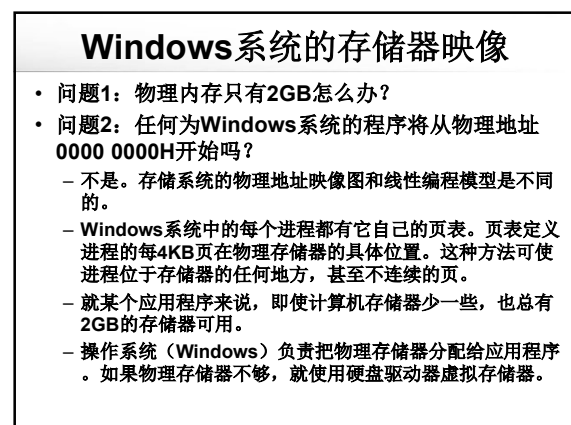 Windows系统的存储器映像
• 问题1：物理内存只有2GB怎么办？
• 问题2：任何为Windows系统的程序将从物理地址
0000 0000H开始吗？
– 不是。存储系统的物理地址映像图和线性编程模型是不同
的。
– Windows系统中的每个进程都有它自己的页表。页表定义
进程的每4KB页在物理存储器的具体位置。这种方法可使
进程位于存储器的任何地方，甚至不连续的页。
– 就某个应用程序来说，即使计算机存储器少一些，也总有
2GB的存储器可用。
– 操作系统（Windows）负责把物理存储器分配给应用程序
。如果物理存储器不够，就使用硬盘驱动器虚拟存储器。